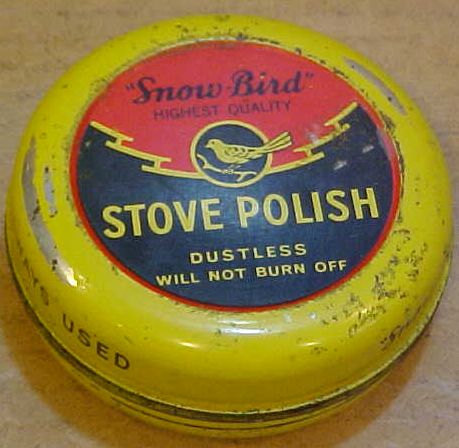 "Snow-Bird"
HIGHEST QUALITY
STOVE POLISH
DUSTLESS
WILL NOT BURN OFF
USED